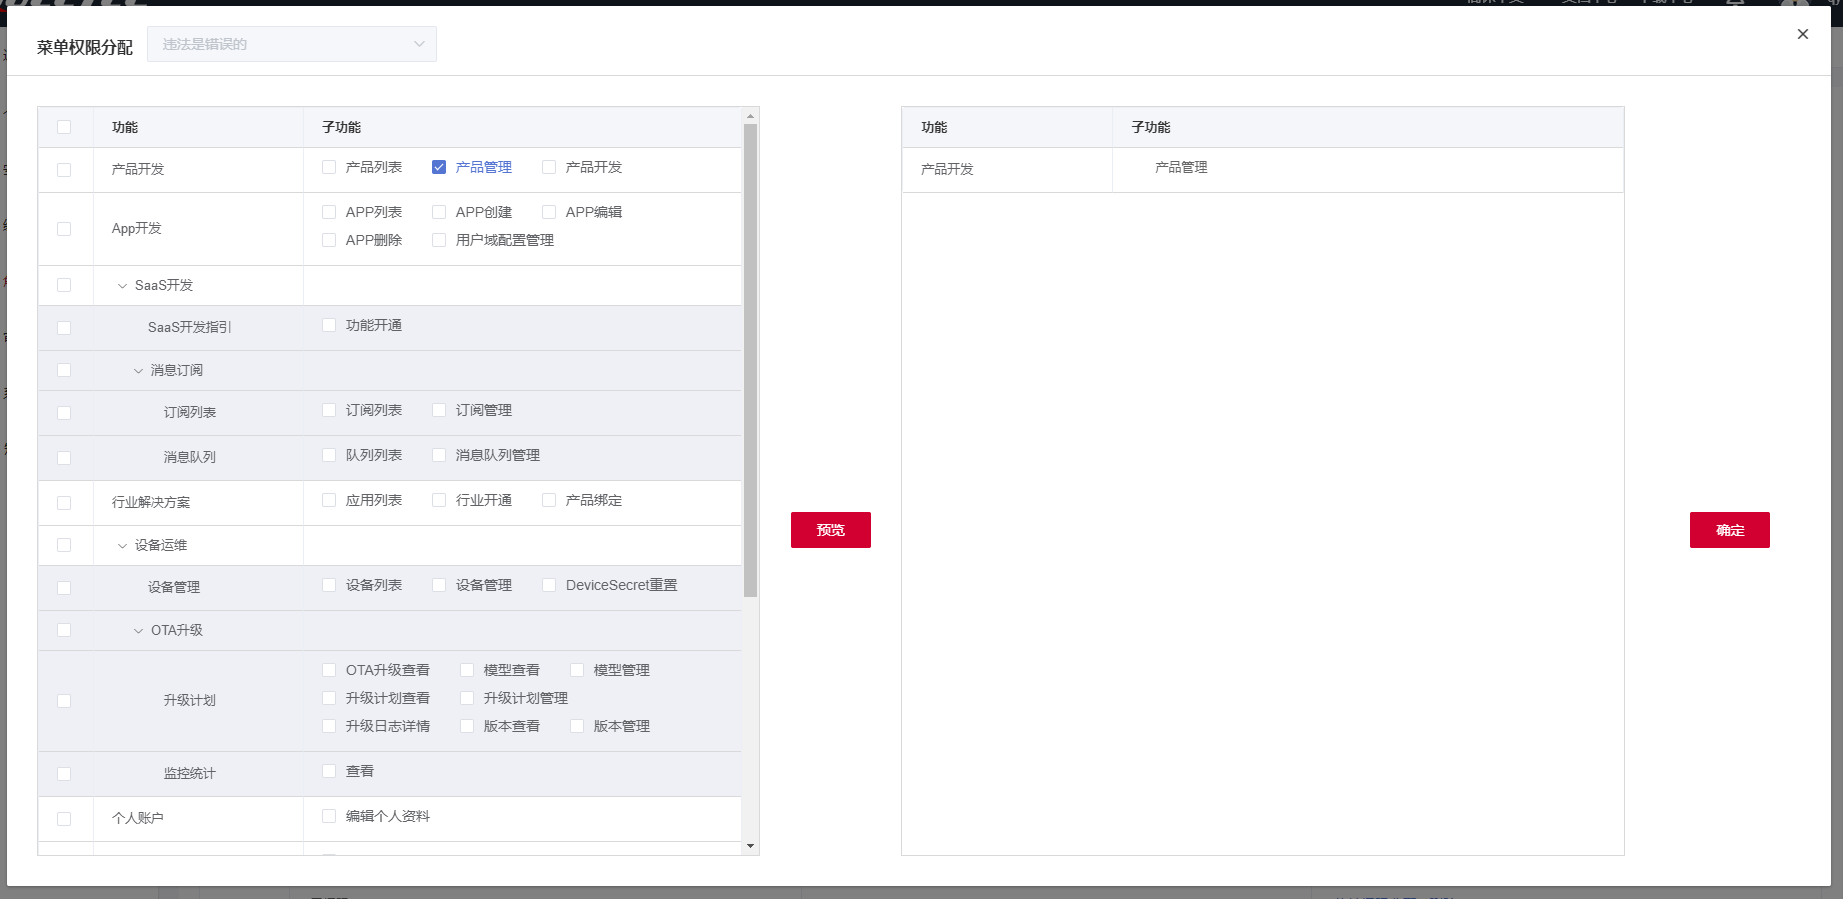 菜单权限分配 违法是错误的
功能 子功能
产品开发 产品列表 产品管理 产品开发
App开发 APP列表 APP创建 APP编辑
APP删除 用户域配置管理
SaaS开发
SaaS开发指引 功能开通
消息订阅
订阅列表 订阅列表 订阅管理
消息队列 队列列表 消息队列管理
行业解决方案 应用列表 行业开通 产品绑定
设备运维
设备管理 设备列表 设备管理 DeviceSecret重置
OTA升级
升级计划 OTA升级查看 模型查看 模型管理
升级计划查看 升级计划管理
升级日志详情 版本查看 版本管理
监控统计 查看
个人账户 编辑个人资料
预览
功能 子功能
产品开发 产品管理
确定